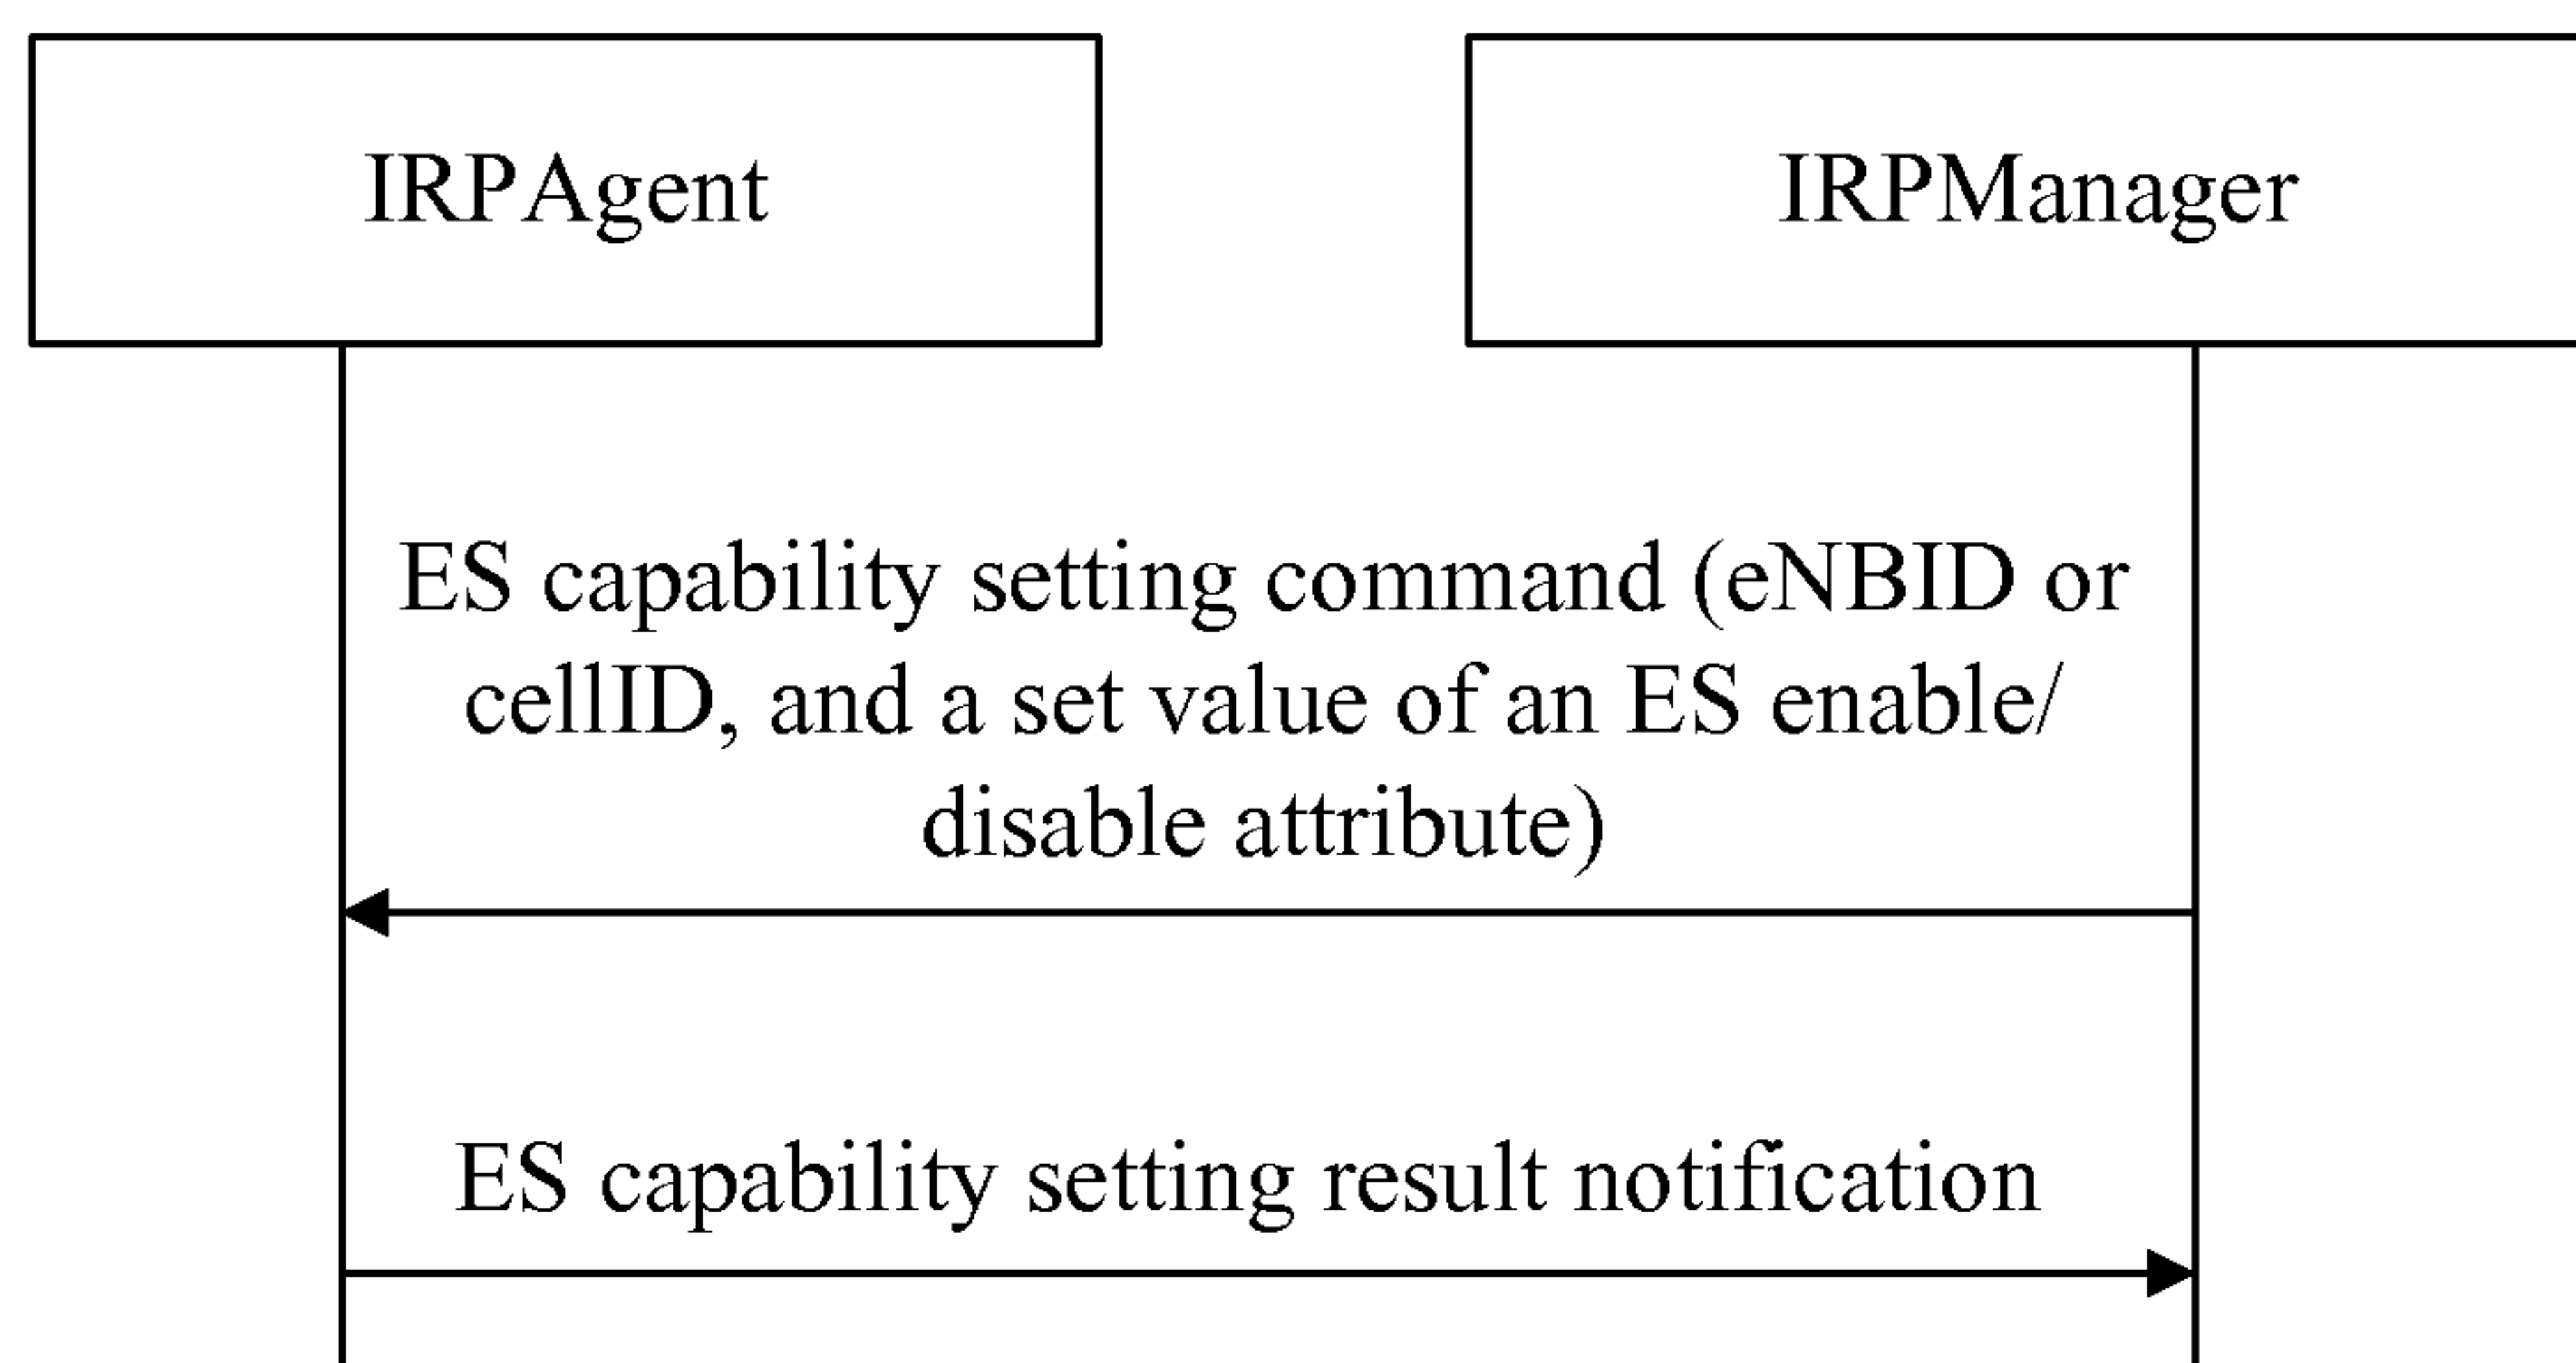 IRPAgent
IRPManager
ES capability setting command (eNBID or
cellID, and a set value of an ES enable/
disable attribute)
ES capability setting result notification